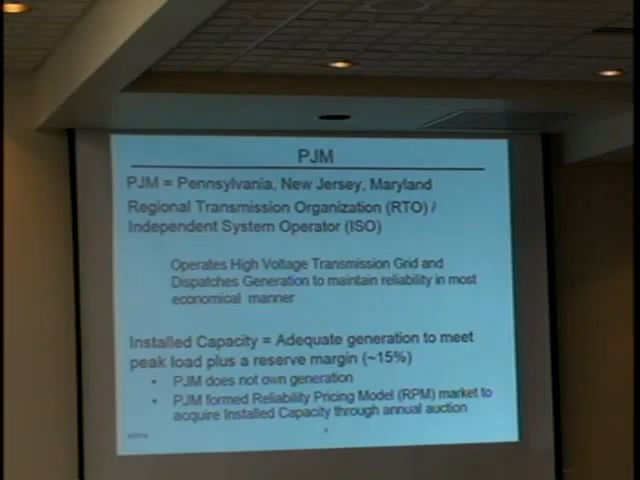 PJM
PJM = Pennsylvania, New Jersey, Maryland
Regional Transmission Organization (RTO) /
Independent System Operator (ISO)
Operates High Voltage Transmission Grid and
Dispatches Generation to maintain reliability in most
economical manner
Installed Capacity = Adequate generation to meet
peak load plus a reserve margin (~15%)
• PJM does not own generation
• PJM formed Reliability Pricing Model (RPM) market to
acquire Installed Capacity through annual auction